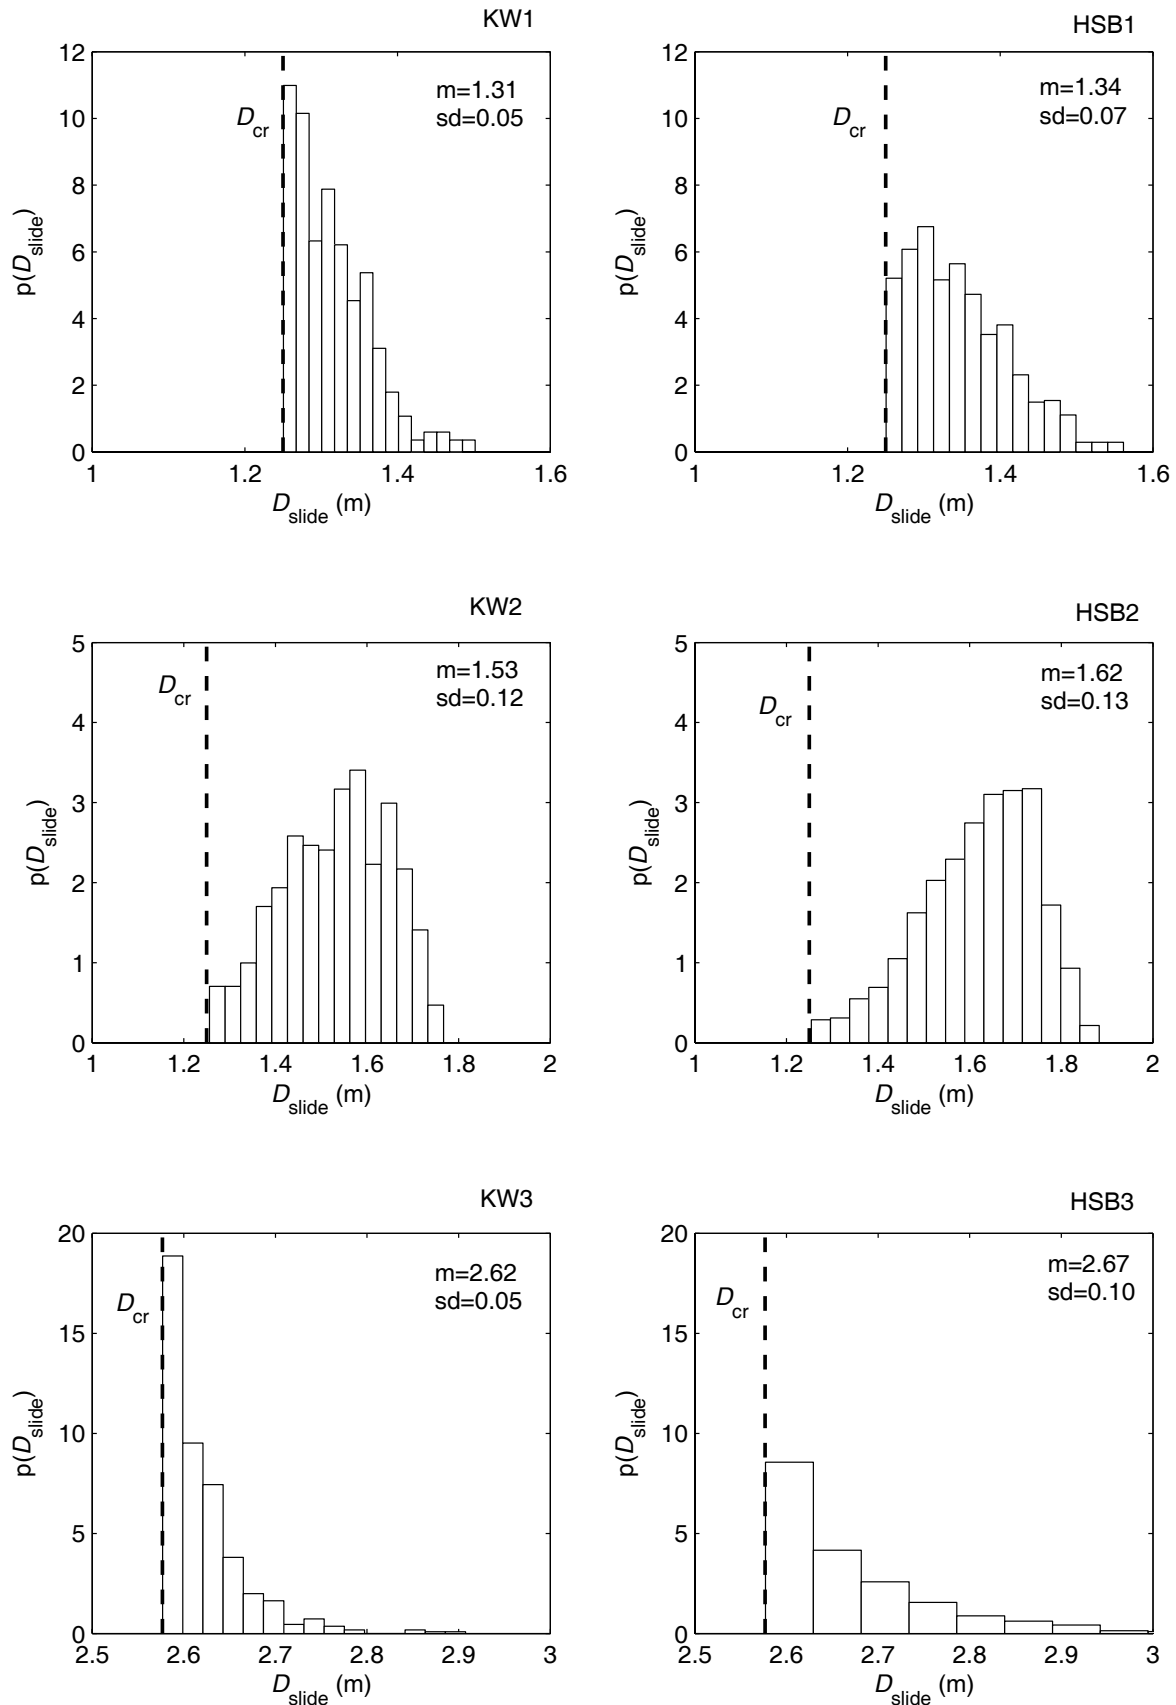 KW1
12
10
8
6
4
2
0
1
1.2
1.4
1.6
p(Dslide)
Dslide (m)
Dcr
m=1.31
sd=0.05
HSB1
12
10
8
6
4
2
0
1
1.2
1.4
1.6
p(Dslide)
Dslide (m)
Dcr
m=1.34
sd=0.07
KW2
5
4
3
2
1
0
1
1.2
1.4
1.6
1.8
2
p(Dslide)
Dslide (m)
Dcr
m=1.53
sd=0.12
HSB2
5
4
3
2
1
0
1
1.2
1.4
1.6
1.8
2
p(Dslide)
Dslide (m)
Dcr
m=1.62
sd=0.13
KW3
20
15
10
5
0
2.5
2.6
2.7
2.8
2.9
3
p(Dslide)
Dslide (m)
Dcr
m=2.62
sd=0.05
HSB3
20
15
10
5
0
2.5
2.6
2.7
2.8
2.9
3
p(Dslide)
Dslide (m)
Dcr
m=2.67
sd=0.10